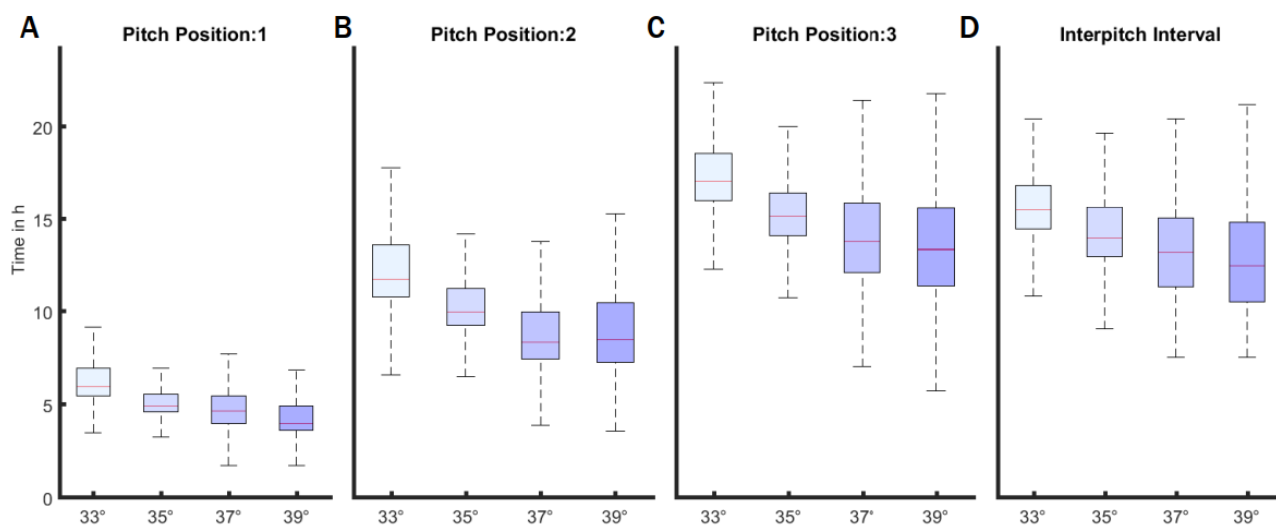 A
Pitch Position:1
B
Pitch Position:2
C
Pitch Position:3
D
Interpitch Interval
Time in h
20
15
10
5
0
33° 35° 37° 39°
33° 35° 37° 39°
33° 35° 37° 39°
33° 35° 37° 39°